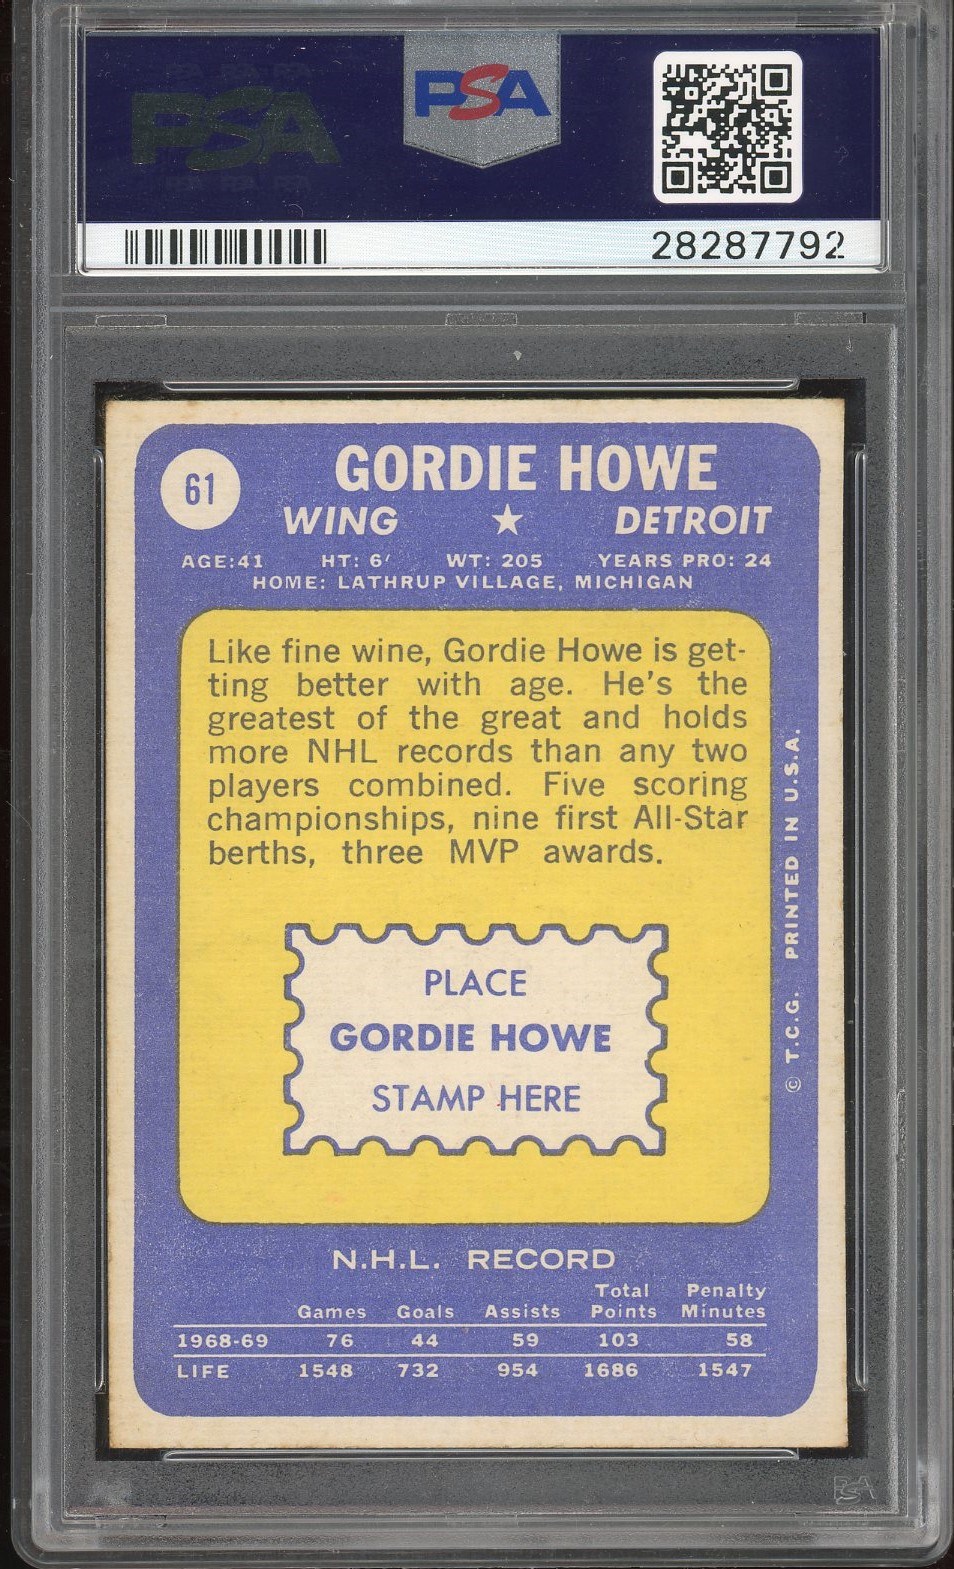 PSA
PSA
28287792
61
GORDIE HOWE
WING ★ DETROIT
AGE:41 HT: 6′ WT: 205 YEARS PRO: 24
HOME: LATHRUP VILLAGE, MICHIGAN
Like fine wine, Gordie Howe is get-
ting better with age. He's the
greatest of the great and holds
more NHL records than any two
players combined. Five scoring
championships, nine first All-Star
berths, three MVP awards.
PLACE
GORDIE HOWE
STAMP HERE
© T.C.G. PRINTED IN U.S.A.
N.H.L. RECORD
Games Goals Assists Total Points Penalty Minutes
1968-69 76 44 59 103 58
LIFE 1548 732 954 1686 1547
PSA